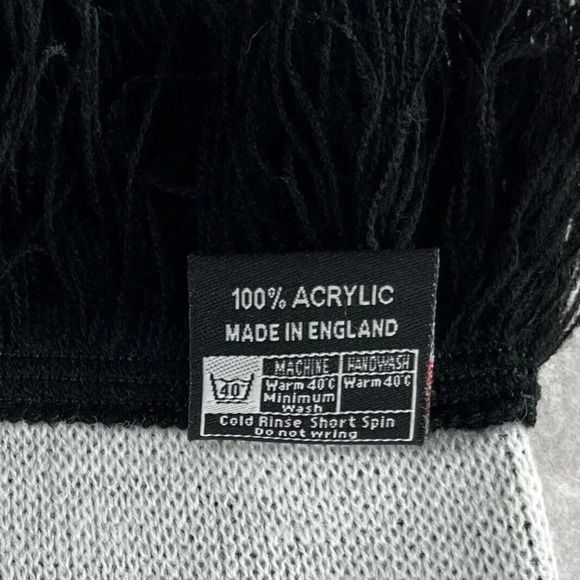 100% ACRYLIC
MADE IN ENGLAND
40
MACHINE
Warm 40°C
Minimum
Wash
HANDWASH
Warm 40°C
Cold Rinse Short Spin
Do not wring